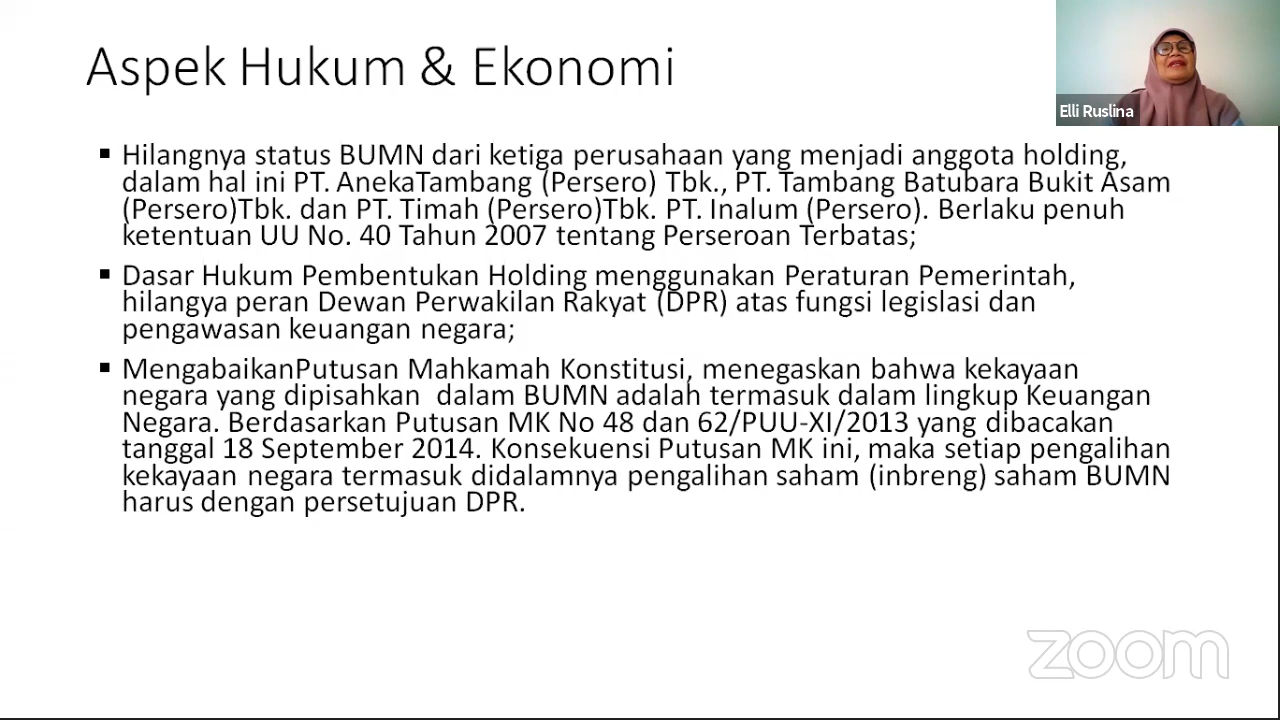 Aspek Hukum & Ekonomi
Elli Ruslina
▪ Hilangnya status BUMN dari ketiga perusahaan yang menjadi anggota holding,
dalam hal ini PT. AnekaTambang (Persero) Tbk., PT. Tambang Batubara Bukit Asam
(Persero)Tbk. dan PT. Timah (Persero)Tbk. PT. Inalum (Persero). Berlaku penuh
ketentuan UU No. 40 Tahun 2007 tentang Perseroan Terbatas;
▪ Dasar Hukum Pembentukan Holding menggunakan Peraturan Pemerintah,
hilangya peran Dewan Perwakilan Rakyat (DPR) atas fungsi legislasi dan
pengawasan keuangan negara;
▪ MengabaikanPutusan Mahkamah Konstitusi, menegaskan bahwa kekayaan
negara yang dipisahkan  dalam BUMN adalah termasuk dalam lingkup Keuangan
Negara. Berdasarkan Putusan MK No 48 dan 62/PUU-XI/2013 yang dibacakan
tanggal 18 September 2014. Konsekuensi Putusan MK ini, maka setiap pengalihan
kekayaan negara termasuk didalamnya pengalihan saham (inbreng) saham BUMN
harus dengan persetujuan DPR.
zoom